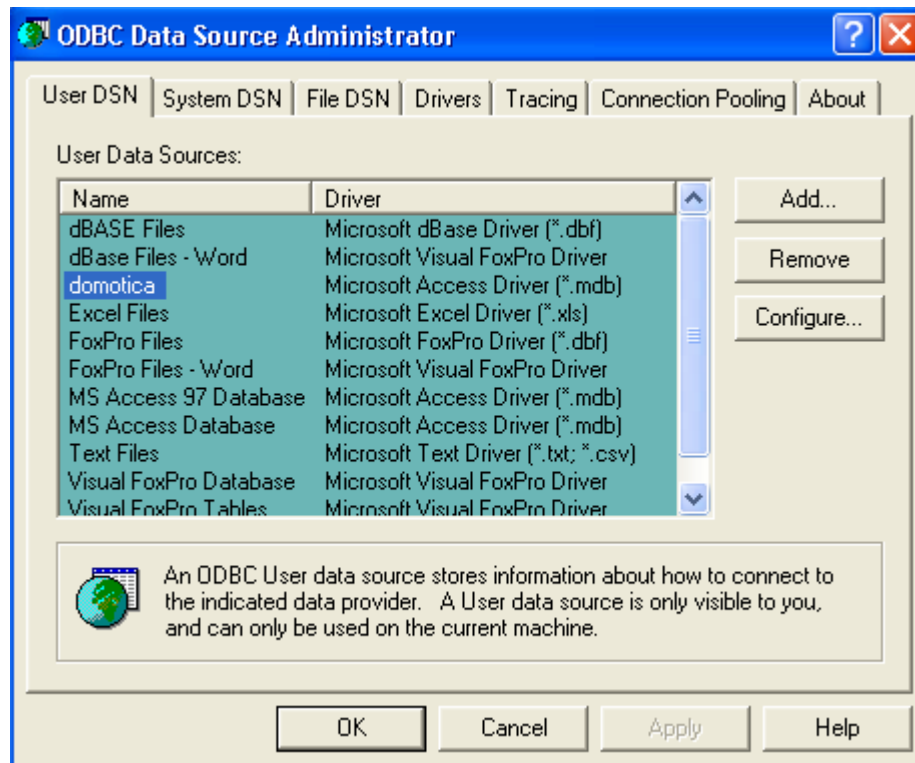 ODBC Data Source Administrator
User DSN System DSN File DSN Drivers Tracing Connection Pooling About
User Data Sources:
Name Driver
dBASE Files Microsoft dBase Driver (*.dbf)
dBase Files - Word Microsoft Visual FoxPro Driver
domotica Microsoft Access Driver (*.mdb)
Excel Files Microsoft Excel Driver (*.xls)
FoxPro Files Microsoft FoxPro Driver (*.dbf)
FoxPro Files - Word Microsoft Visual FoxPro Driver
MS Access 97 Database Microsoft Access Driver (*.mdb)
MS Access Database Microsoft Access Driver (*.mdb)
Text Files Microsoft Text Driver (*.txt; *.csv)
Visual FoxPro Database Microsoft Visual FoxPro Driver
Visual FoxPro Tables Microsoft Visual FoxPro Driver
Add...
Remove
Configure...
An ODBC User data source stores information about how to connect to
the indicated data provider. A User data source is only visible to you,
and can only be used on the current machine.
OK Cancel Apply Help